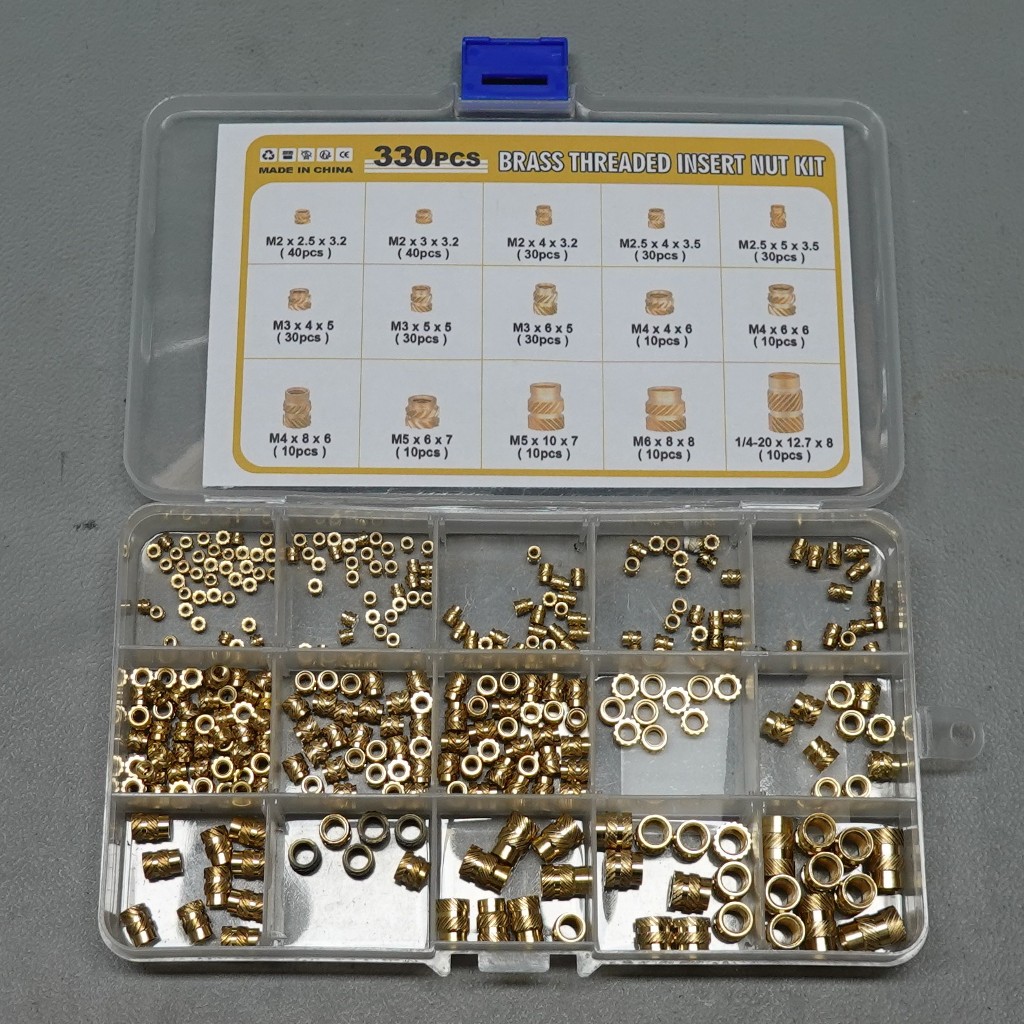 330PCS BRASS THREADED INSERT NUT KIT
MADE IN CHINA
M2 x 2.5 x 3.2
( 40pcs )
M2 x 3 x 3.2
( 40pcs )
M2 x 4 x 3.2
( 30pcs )
M2.5 x 4 x 3.5
( 30pcs )
M2.5 x 5 x 3.5
( 30pcs )
M3 x 4 x 5
( 30pcs )
M3 x 5 x 5
( 30pcs )
M3 x 6 x 5
( 30pcs )
M4 x 4 x 6
( 10pcs )
M4 x 6 x 6
( 10pcs )
M4 x 8 x 6
( 10pcs )
M5 x 6 x 7
( 10pcs )
M5 x 10 x 7
( 10pcs )
M6 x 8 x 8
( 10pcs )
1/4-20 x 12.7 x 8
( 10pcs )